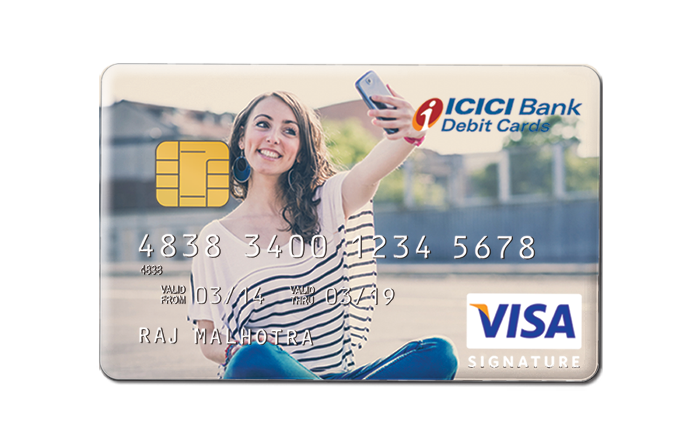 ICICI Bank
Debit Cards
4838 3400 1234 5678
4838
VALID FROM 03/14 VALID THRU 03/19
RAJ MALHOTRA
VISA
SIGNATURE